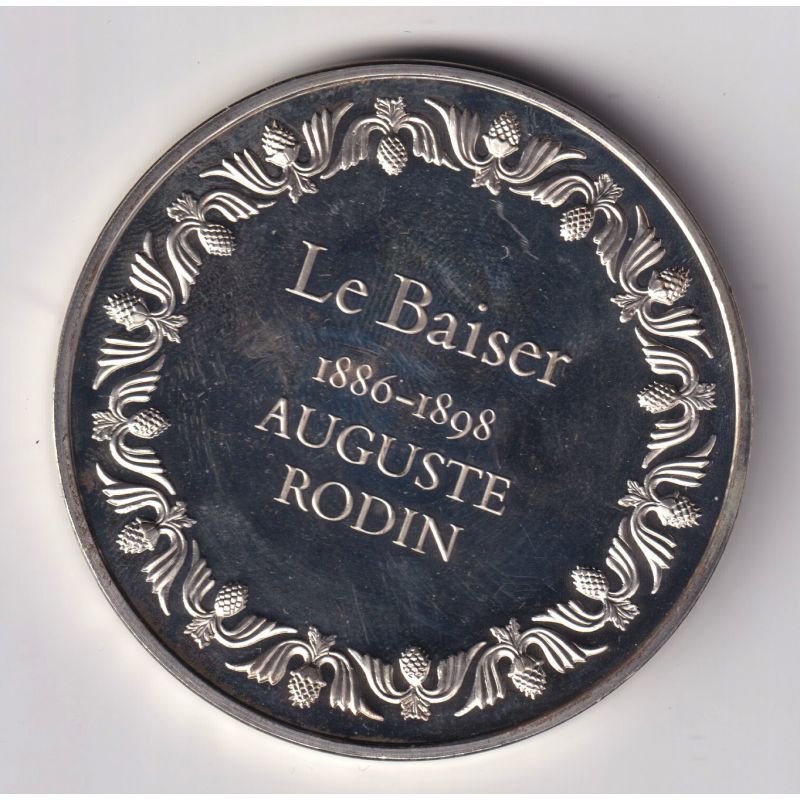 Le Baiser
1886-1898
AUGUSTE
RODIN